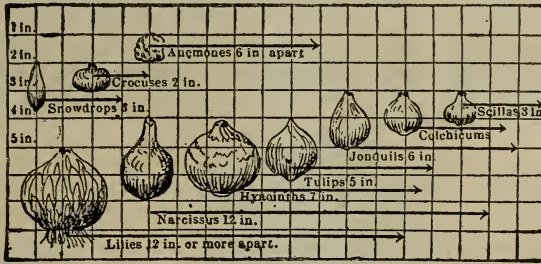 1 in.
2 in.
Anemones 6 in apart
3 in.
Crocuses 2 in.
Snowdrops 3 in.
Scillas 3 in
4 in.
Colchicums
5 in.
Jonquils 6 in
Tulips 5 in.
Hyacinths 7 in.
Narcissus 12 in.
Lilies 12 in. or more apart.